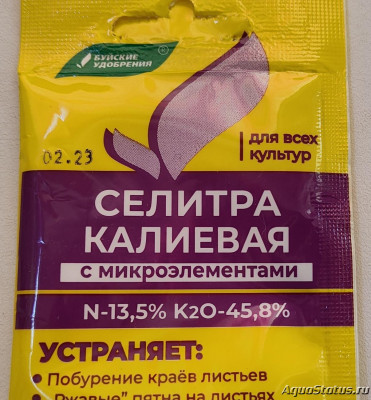 БУЙСКИЕ
УДОБРЕНИЯ
для всех
культур
02.23
СЕЛИТРА
КАЛИЕВАЯ
с микроэлементами
N-13,5% K2O-45,8%
УСТРАНЯЕТ:
• Побурение краёв листьев
• "Ржавые" пятна на листьях
AquaStatus.ru